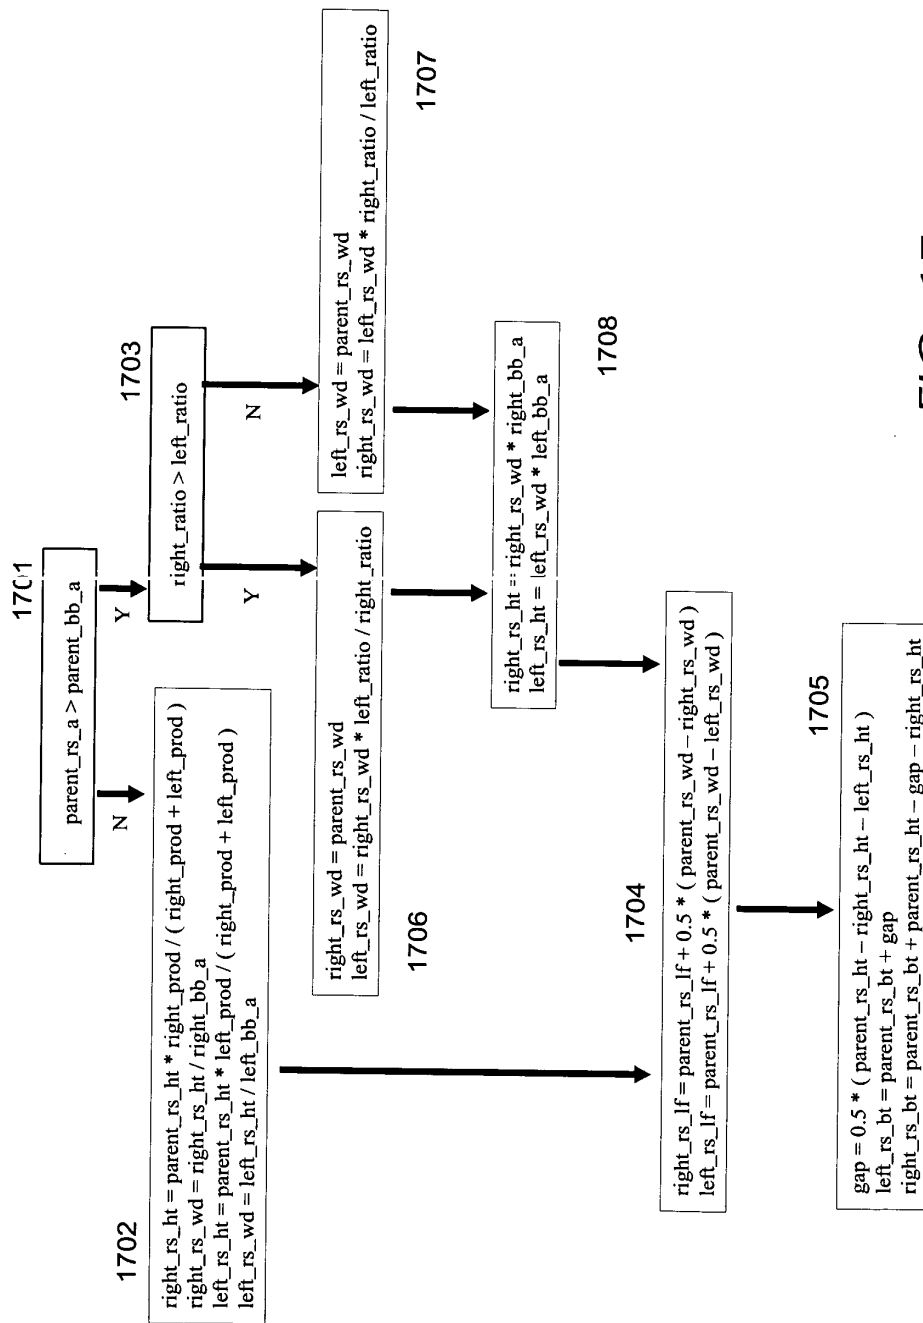 1701
parent_rs_a > parent_bb_a
N
Y
1702
right_rs_ht = parent_rs_ht * right_prod / ( right_prod + left_prod )
right_rs_wd = right_rs_ht / right_bb_a
left_rs_ht = parent_rs_ht * left_prod / ( right_prod + left_prod )
left_rs_wd = left_rs_ht / left_bb_a
1703
right_ratio > left_ratio
Y
N
right_rs_wd = parent_rs_wd
left_rs_wd = right_rs_wd * left_ratio / right_ratio
1706
left_rs_wd = parent_rs_wd
right_rs_wd = left_rs_wd * right_ratio / left_ratio
1707
right_rs_ht = right_rs_wd * right_bb_a
left_rs_ht = left_rs_wd * left_bb_a
1708
1704
right_rs_lf = parent_rs_lf + 0.5 * ( parent_rs_wd – right_rs_wd )
left_rs_lf = parent_rs_lf + 0.5 * ( parent_rs_wd – left_rs_wd )
1705
gap = 0.5 * ( parent_rs_ht – right_rs_ht – left_rs_ht )
left_rs_bt = parent_rs_bt + gap
right_rs_bt = parent_rs_bt + parent_rs_ht – gap – right_rs_ht